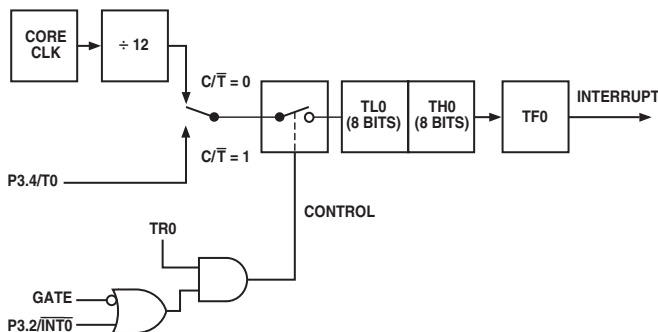 CORE
CLK
÷ 12
C/T̅ = 0
C/T̅ = 1
P3.4/T0
TL0
(8 BITS)
TH0
(8 BITS)
TF0
INTERRUPT
CONTROL
TR0
GATE
P3.2/I̅N̅T̅0̅